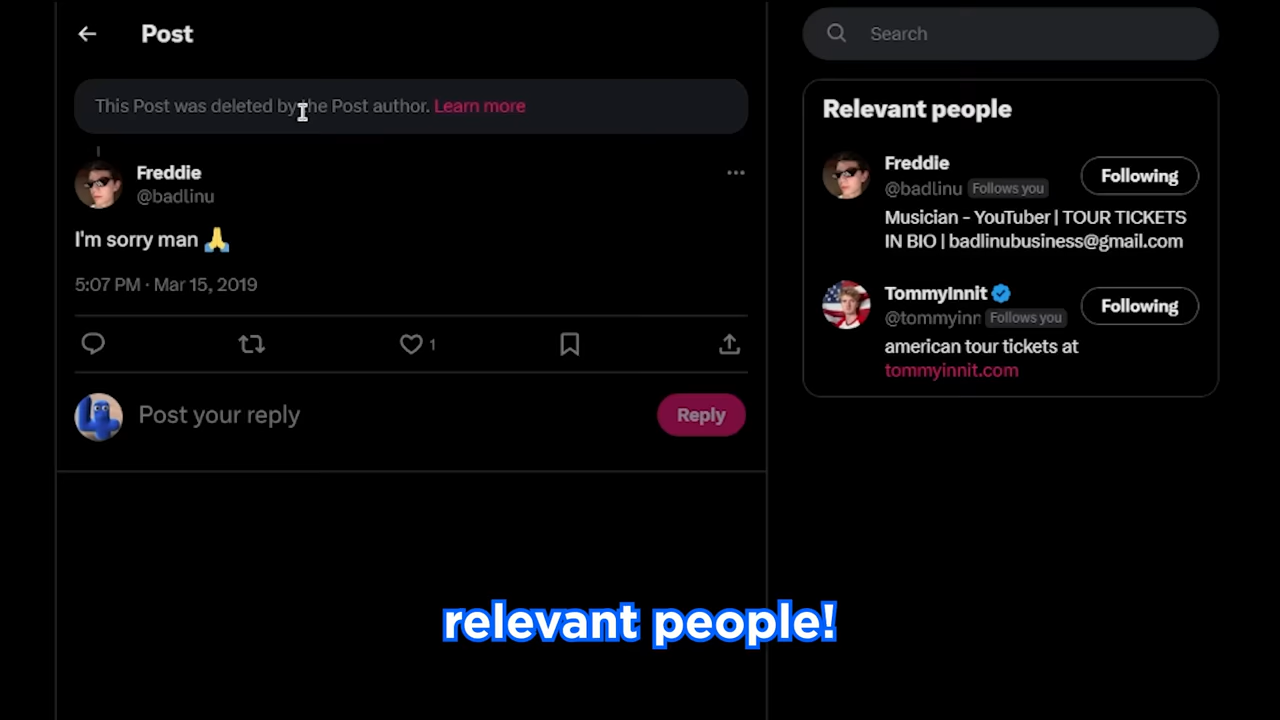 Post
This Post was deleted by the Post author. Learn more
Freddie
@badlinu
I'm sorry man 🙏
5:07 PM · Mar 15, 2019
1
Post your reply
Reply
Search
Relevant people
Freddie
@badlinu Follows you
Following
Musician - YouTuber | TOUR TICKETS
IN BIO | badlinubusiness@gmail.com
TommyInnit
@tommyinn Follows you
Following
american tour tickets at
tommyinnit.com
relevant people!